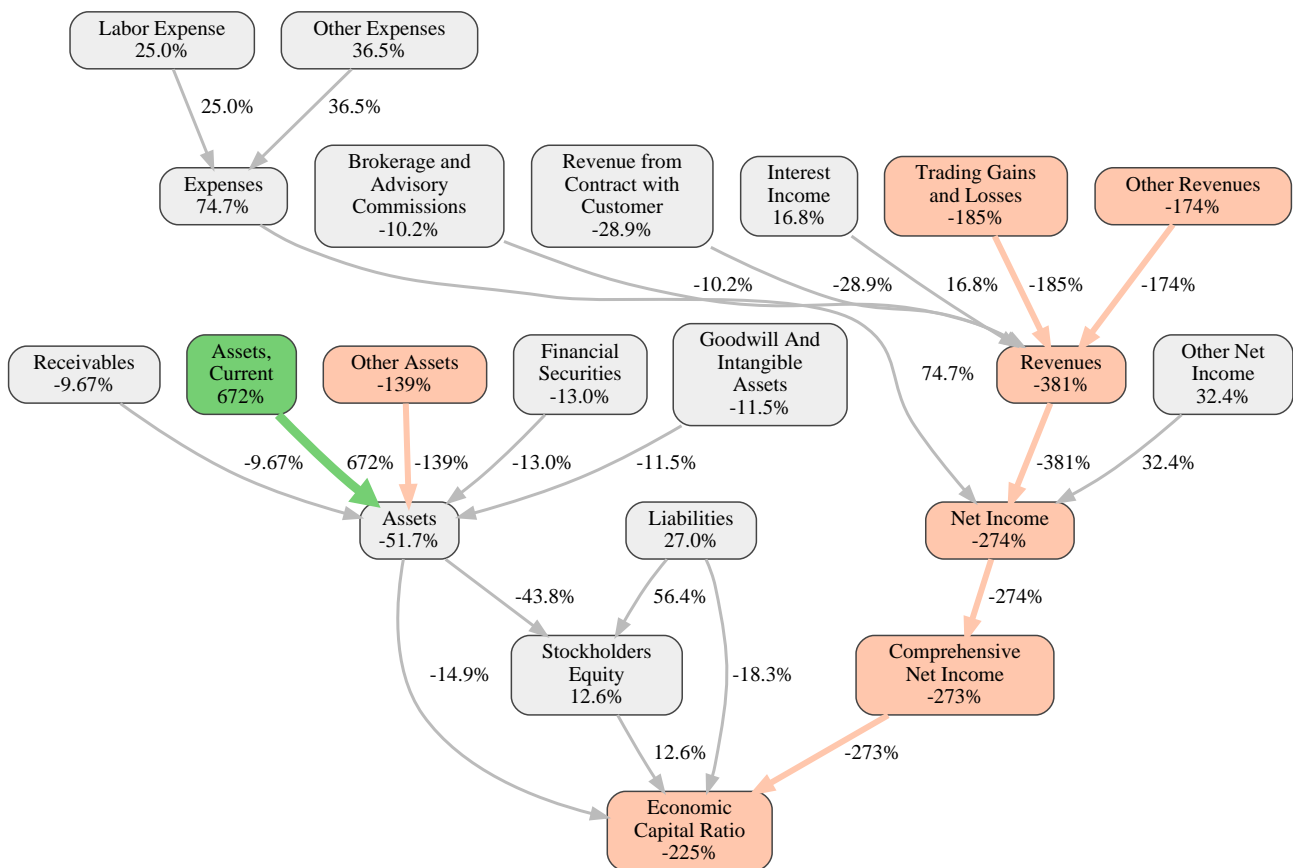 Labor Expense
25.0%
Other Expenses
36.5%
25.0%
36.5%
Expenses
74.7%
Brokerage and
Advisory
Commissions
-10.2%
Revenue from
Contract with
Customer
-28.9%
Interest
Income
16.8%
Trading Gains
and Losses
-185%
Other Revenues
-174%
-10.2%
-28.9%
16.8%
-185%
-174%
Receivables
-9.67%
Assets,
Current
672%
Other Assets
-139%
Financial
Securities
-13.0%
Goodwill And
Intangible
Assets
-11.5%
74.7%
Revenues
-381%
Other Net
Income
32.4%
-9.67%
672%
-139%
-13.0%
-11.5%
-381%
32.4%
Assets
-51.7%
Liabilities
27.0%
Net Income
-274%
-43.8%
56.4%
-274%
Stockholders
Equity
12.6%
Comprehensive
Net Income
-273%
-14.9%
-18.3%
12.6%
-273%
Economic
Capital Ratio
-225%